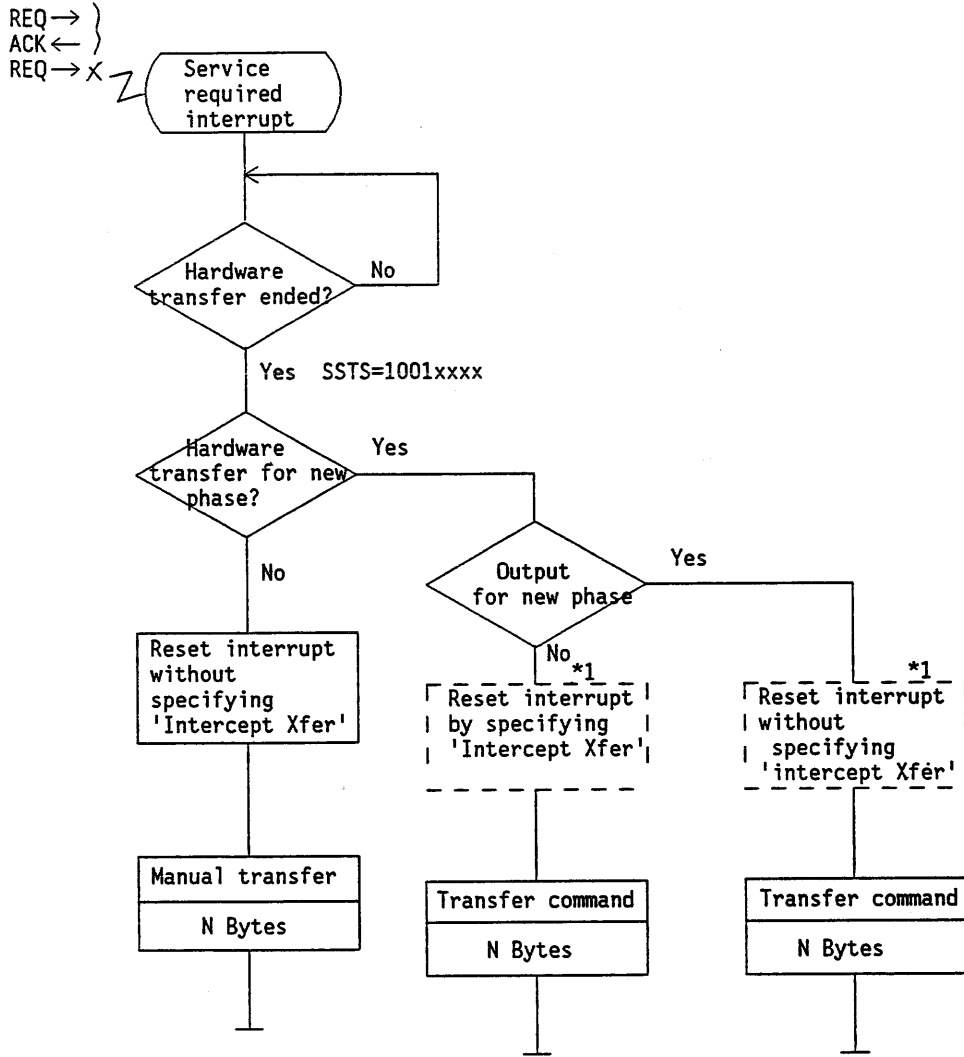 REQ→
ACK←
REQ→X
Service
required
interrupt
Hardware
transfer ended?
No
Yes SSTS=1001xxxx
Hardware
transfer for new
phase?
Yes
No
Output
for new phase
Yes
No
Reset interrupt
without
specifying
'Intercept Xfer'
*1
Reset interrupt
by specifying
'Intercept Xfer'
*1
Reset interrupt
without
specifying
'intercept Xfer'
Manual transfer
N Bytes
Transfer command
N Bytes
Transfer command
N Bytes